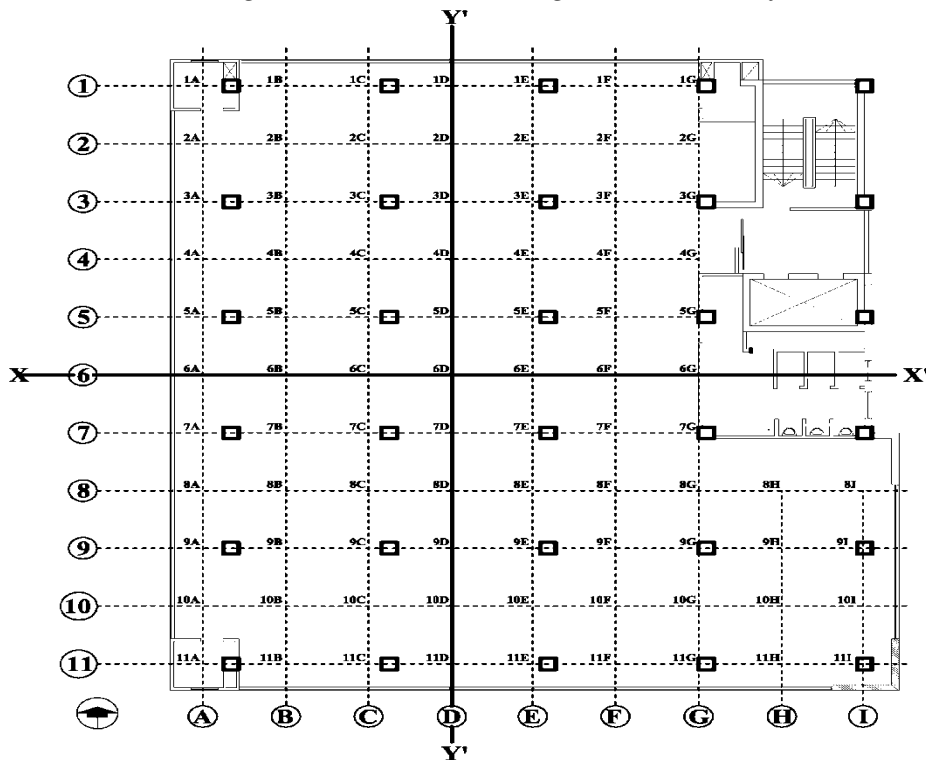 Y'
1 1A 1B 1C 1D 1E 1F 1G
2 2A 2B 2C 2D 2E 2F 2G
3 3A 3B 3C 3D 3E 3F 3G
4 4A 4B 4C 4D 4E 4F 4G
5 5A 5B 5C 5D 5E 5F 5G
X 6 6A 6B 6C 6D 6E 6F 6G X'
7 7A 7B 7C 7D 7E 7F 7G
8 8A 8B 8C 8D 8E 8F 8G 8H 8I
9 9A 9B 9C 9D 9E 9F 9G 9H 9I
10 10A 10B 10C 10D 10E 10F 10G 10H 10I
11 11A 11B 11C 11D 11E 11F 11G 11H 11I
A B C D E F G H I
Y'